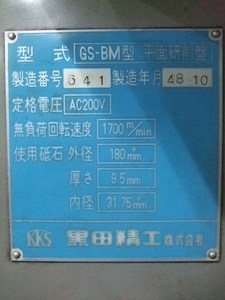 型式 GS-BM型 平面研削盤
製造番号 641 製造年月 48-10
定格電圧 AC200V
無負荷回転速度 1700 m/min
使用砥石 外径 180 mm
厚さ 9.5 mm
内径 31.75 mm
KKS 黒田精工株式会社